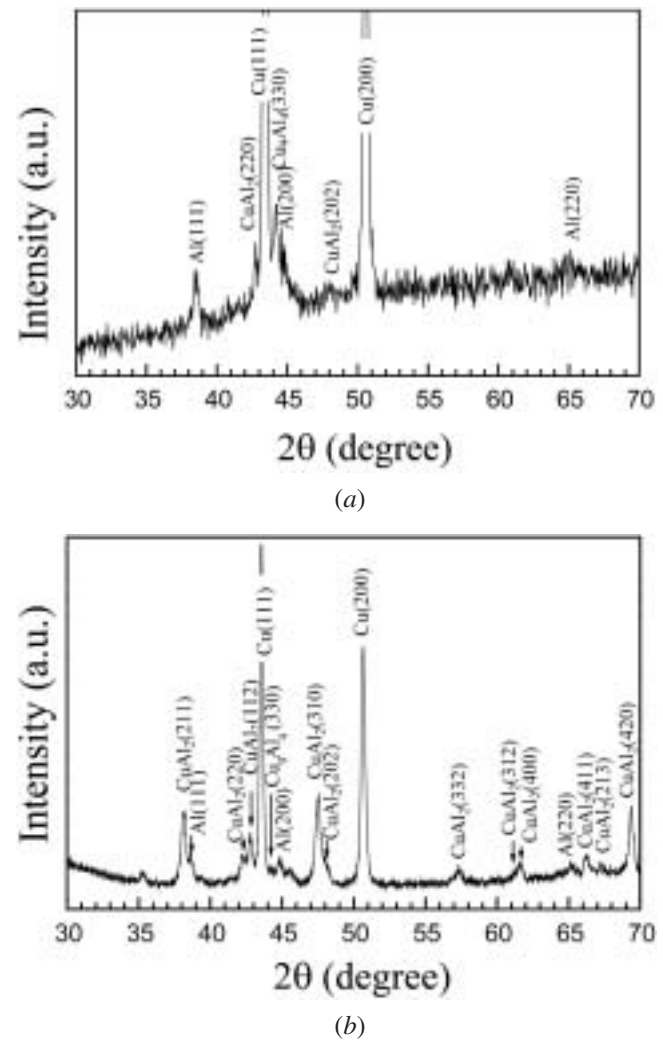 Intensity (a.u.)
Al(111)
CuAl₂(220)
Cu(111)
Cu₉Al₄(330)
Al(200)
CuAl₂(202)
Cu(200)
Al(220)
30 35 40 45 50 55 60 65 70
2θ (degree)
(a)
Intensity (a.u.)
CuAl₂(211)
Al(111)
CuAl₂(220)
CuAl₂(112)
Cu(111)
Cu₉Al₄(330)
Al(200)
CuAl₂(310)
CuAl₂(202)
Cu(200)
CuAl₂(332)
CuAl₂(312)
CuAl₂(400)
Al(220)
CuAl₂(411)
CuAl₂(213)
CuAl₂(420)
30 35 40 45 50 55 60 65 70
2θ (degree)
(b)